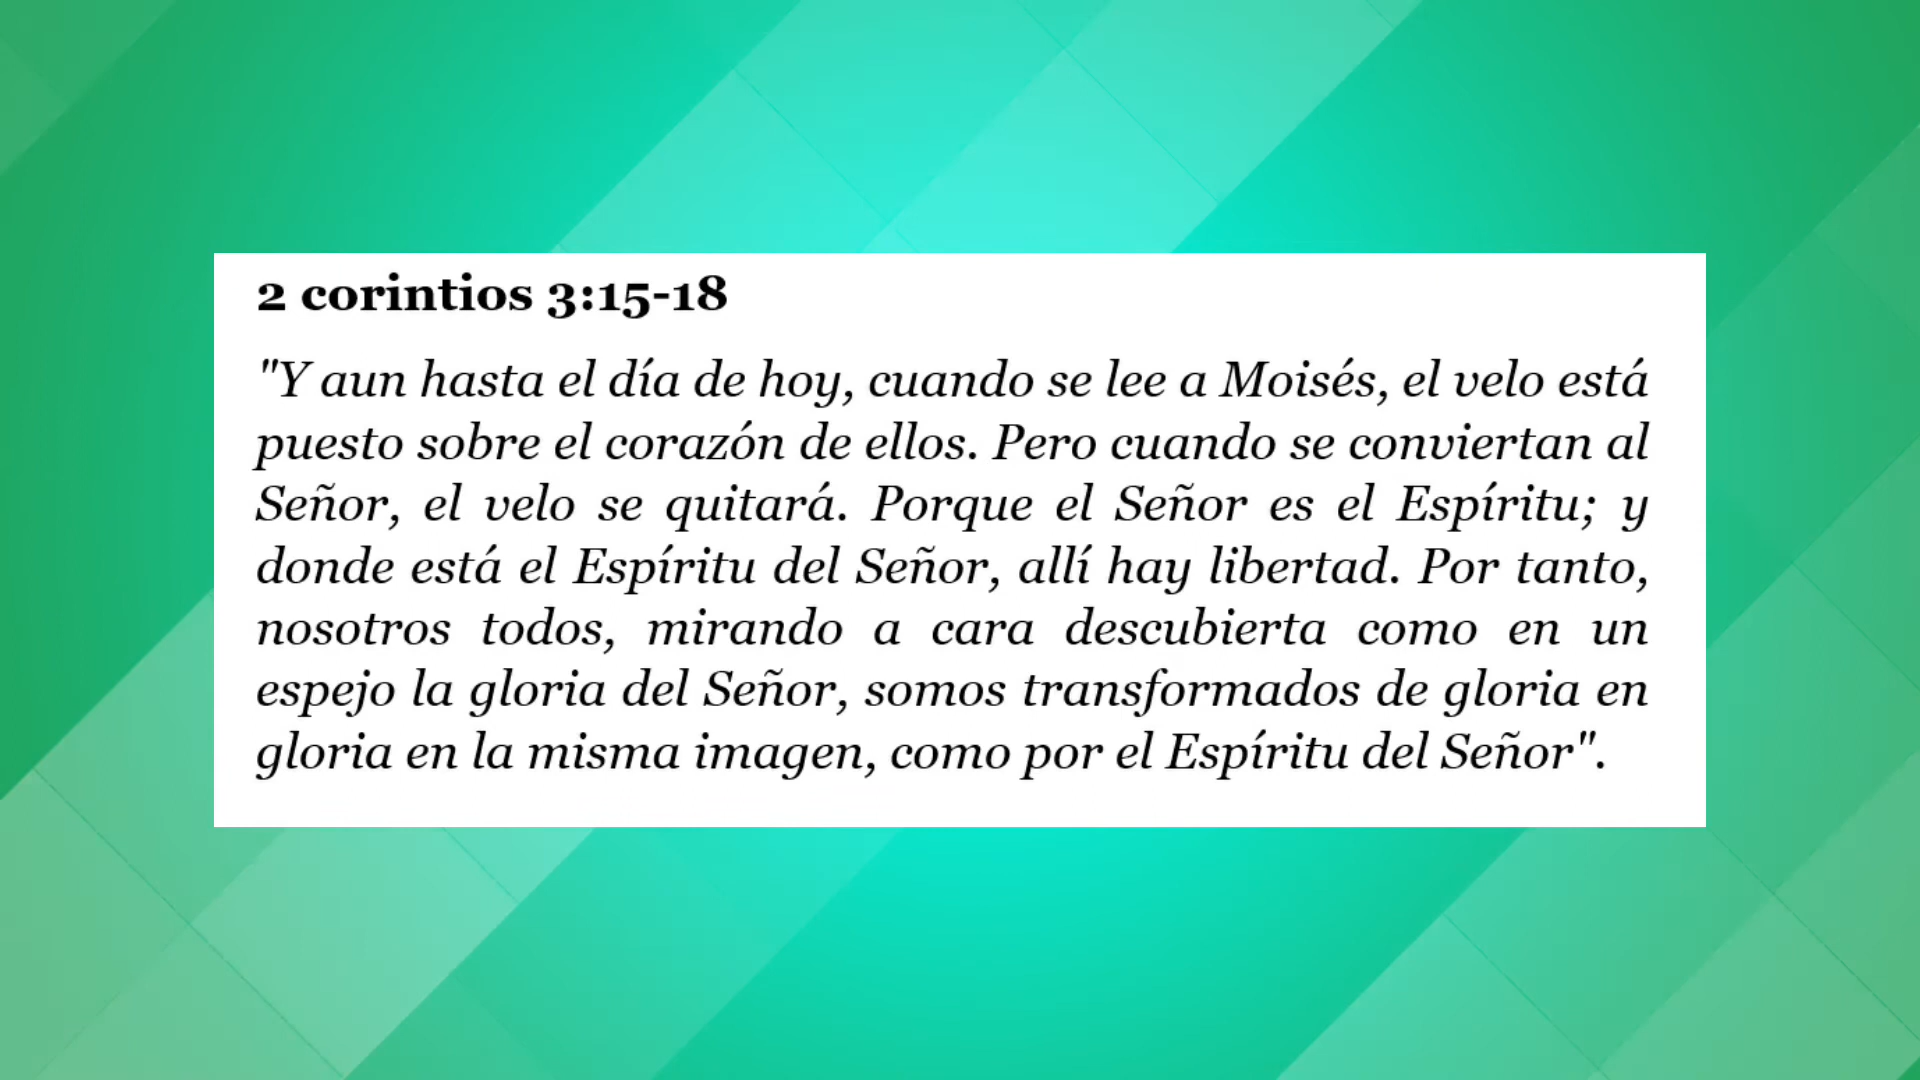 2 corintios 3:15-18
"Y aun hasta el día de hoy, cuando se lee a Moisés, el velo está
puesto sobre el corazón de ellos. Pero cuando se conviertan al
Señor, el velo se quitará. Porque el Señor es el Espíritu; y
donde está el Espíritu del Señor, allí hay libertad. Por tanto,
nosotros todos, mirando a cara descubierta como en un
espejo la gloria del Señor, somos transformados de gloria en
gloria en la misma imagen, como por el Espíritu del Señor".